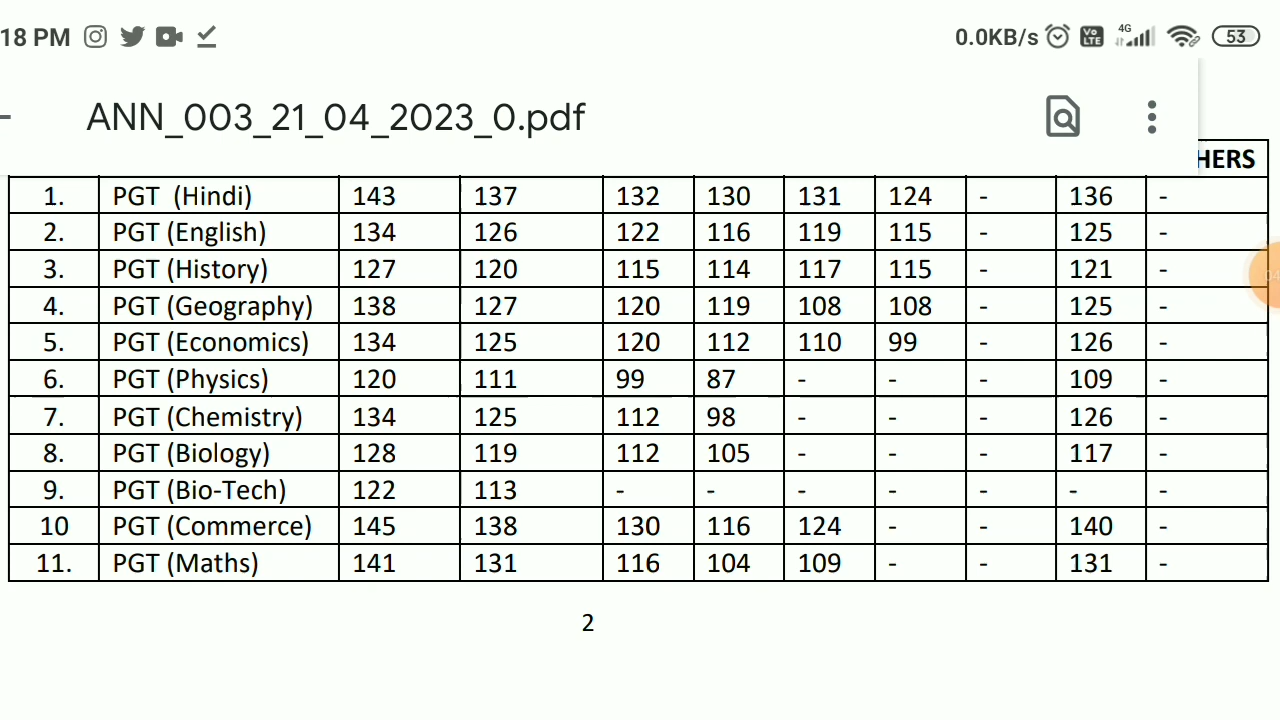 18 PM 0.0KB/s Vo LTE 4G 53
ANN_003_21_04_2023_0.pdf
HERS
1. PGT (Hindi) 143 137 132 130 131 124 - 136 -
2. PGT (English) 134 126 122 116 119 115 - 125 -
3. PGT (History) 127 120 115 114 117 115 - 121 -
4. PGT (Geography) 138 127 120 119 108 108 - 125 -
5. PGT (Economics) 134 125 120 112 110 99 - 126 -
6. PGT (Physics) 120 111 99 87 - - - 109 -
7. PGT (Chemistry) 134 125 112 98 - - - 126 -
8. PGT (Biology) 128 119 112 105 - - - 117 -
9. PGT (Bio-Tech) 122 113 - - - - - - -
10 PGT (Commerce) 145 138 130 116 124 - - 140 -
11. PGT (Maths) 141 131 116 104 109 - - 131 -
2